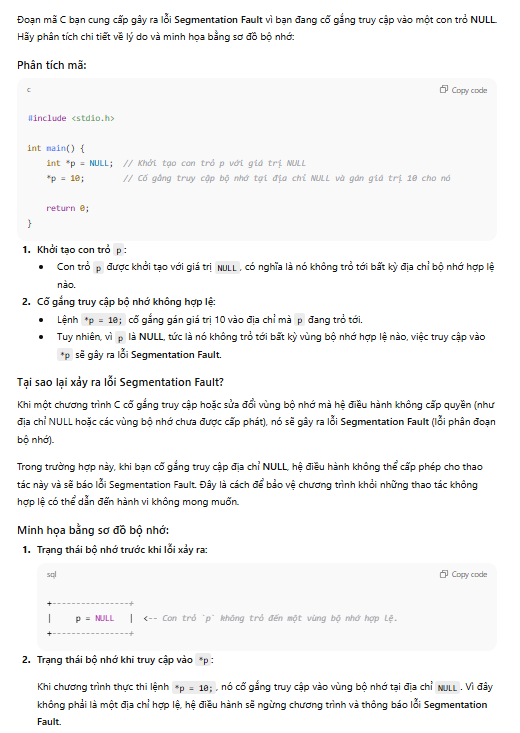 Đoạn mã C bạn cung cấp gây ra lỗi Segmentation Fault vì bạn đang cố gắng truy cập vào một con trỏ NULL.
Hãy phân tích chi tiết về lý do và minh họa bằng sơ đồ bộ nhớ:
Phân tích mã:
c
Copy code
#include <stdio.h>
int main() {
int *p = NULL; // Khởi tạo con trỏ p với giá trị NULL
*p = 10; // Cố gắng truy cập bộ nhớ tại địa chỉ NULL và gán giá trị 10 cho nó
return 0;
}
1. Khởi tạo con trỏ p :
• Con trỏ p được khởi tạo với giá trị NULL , có nghĩa là nó không trỏ tới bất kỳ địa chỉ bộ nhớ hợp lệ
nào.
2. Cố gắng truy cập bộ nhớ không hợp lệ:
• Lệnh *p = 10; cố gắng gán giá trị 10 vào địa chỉ mà p đang trỏ tới.
• Tuy nhiên, vì p là NULL, tức là nó không trỏ tới bất kỳ vùng bộ nhớ hợp lệ nào, việc truy cập vào
*p sẽ gây ra lỗi Segmentation Fault.
Tại sao lại xảy ra lỗi Segmentation Fault?
Khi một chương trình C cố gắng truy cập hoặc sửa đổi vùng bộ nhớ mà hệ điều hành không cấp quyền (như
địa chỉ NULL hoặc các vùng bộ nhớ chưa được cấp phát), nó sẽ gây ra lỗi Segmentation Fault (lỗi phân đoạn
bộ nhớ).
Trong trường hợp này, khi bạn cố gắng truy cập địa chỉ NULL, hệ điều hành không thể cấp phép cho thao
tác này và sẽ báo lỗi Segmentation Fault. Đây là cách để bảo vệ chương trình khỏi những thao tác không
hợp lệ có thể dẫn đến hành vi không mong muốn.
Minh họa bằng sơ đồ bộ nhớ:
1. Trạng thái bộ nhớ trước khi lỗi xảy ra:
sql
Copy code
+----------------+
| p = NULL | <-- Con trỏ `p` không trỏ đến một vùng bộ nhớ hợp lệ.
+----------------+
2. Trạng thái bộ nhớ khi truy cập vào *p :
Khi chương trình thực thi lệnh *p = 10; , nó cố gắng truy cập vào vùng bộ nhớ tại địa chỉ NULL . Vì đây
không phải là một địa chỉ hợp lệ, hệ điều hành sẽ ngừng chương trình và thông báo lỗi Segmentation
Fault.